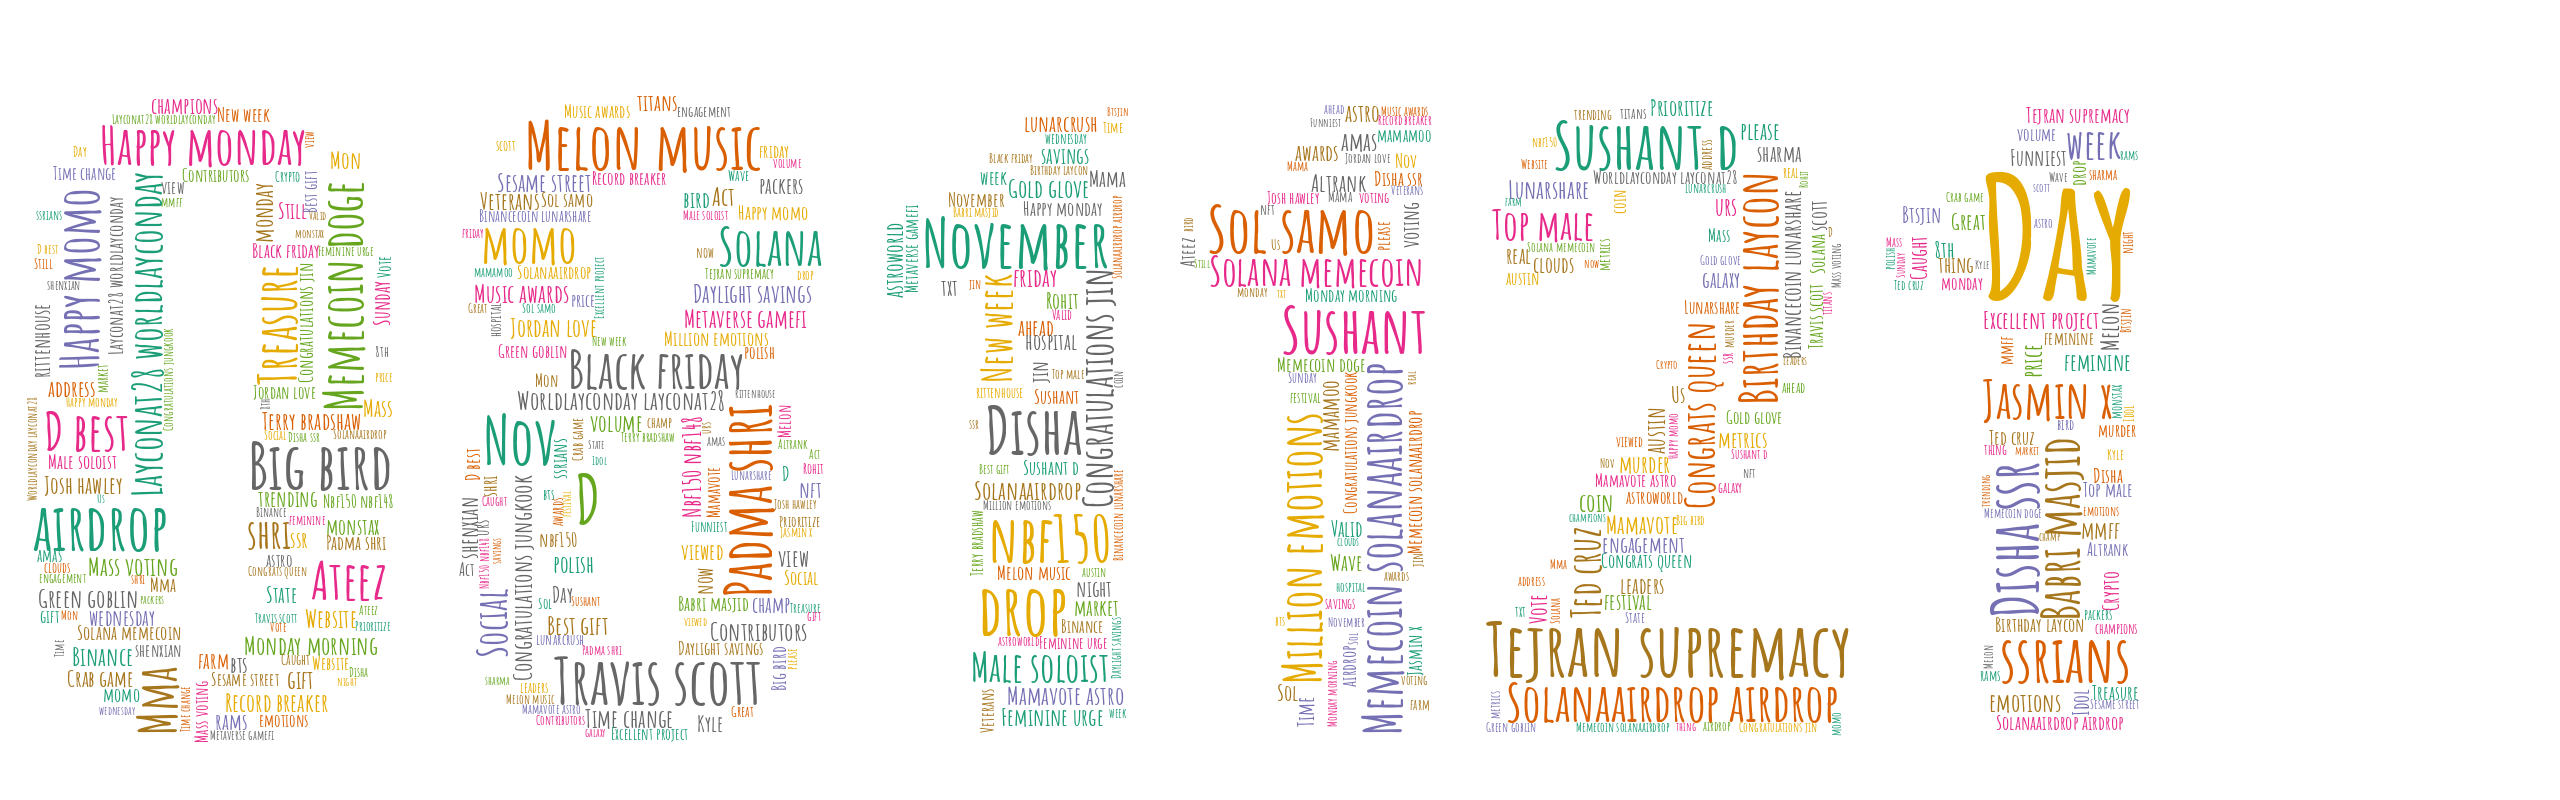 Champions
Layconat28 worldlayconday
New week
Happy monday
View
Day
Mon
Time change
Contributors
Crypto
Best gift
View
MMFF
Ssrians
Happy momo
Layconat28 worldlayconday
Layconat28 worldlayconday
Monday
Still
Valid
Doge
Monstax
Black friday
Feminine urge
D best
Still
Shenxian
Treasure
Congratulations jin
Memecoin
Sunday
Vote
Rittenhouse
Congratulations jungkook
8th
Price
Address
Market
Happy monday
Jordan love
8th
Mass
Worldlayconday layconat28
D best
Terry bradshaw
Social
Disha ssr
Solanaairdrop
Male soloist
Big bird
Josh hawley
Us
Trending
Nbf150 nbf148
Airdrop
Binance
Feminine
Shri
SSR
Monstax
Padma shri
Amas
Clouds
Mass voting
Engagement
Shri
Mma
Astro
Congrats queen
Ateez
Green goblin
Packers
State
Gift
Mon
Wednesday
Travis scott
Vote
Website
Ateez
Prioritize
Solana memecoin
Time
Binance
Shenxian
Monday morning
Crab game
Farm
BTS
Caught
Website
Disha
Momo
Sesame street
Gift
Night
Wednesday
MMA
Time change
Mass voting
Record breaker
Rams
Emotions
Metaverse gamefi
Music awards
Titans
Engagement
Scott
Melon music
Friday
Volume
Sesame street
Record breaker
Wave
Packers
Veterans
Sol samo
Bird
Act
Binancecoin lunarshare
Male soloist
Happy momo
Friday
Momo
Now
Solana
Mamamoo
Solanaairdrop
Excellent project
Tejran supremacy
Drop
Music awards
Price
Daylight savings
Great
Sol samo
Hospital
Jordan love
Metaverse gamefi
New week
Million emotions
Green goblin
Black friday
Polish
Mon
Worldlayconday layconat28
Rittenhouse
Nov
Crab game
Volume
Champ
Terry bradshaw
Nbf150 nbf148
Urs
Padma shri
Melon
Ssrians
State
Idol
Amas
Altrank
Act
D best
Shri
Caught
BTS
Awards
Festival
D
Mamavote
Lunarshare
D
Rohit
NFT
Josh hawley
Shenxian
Urs
Congratulations jungkook
Funniest
Prioritize
Jasmin x
Nbf150 nbf148
Savings
Nbf150
Viewed
View
Act
Polish
Now
Social
Social
Sol
Day
Sushant
Babri masjid
Champ
Treasure
Gift
Best gift
Viewed
Contributors
Lunarcrush
Padma shri
Daylight savings
Sharma
Travis scott
Big bird
Please
Leaders
Melon music
Mamavote astro
Contributors
Time change
Kyle
Great
Galaxy
Excellent project
Btsjin
Lunarcrush
Time
Wednesday
Black friday
Savings
Birthday laycon
Week
Gold glove
Mama
November
Babri masjid
Happy monday
Astroworld
Metaverse gamefi
November
Solanaairdrop airdrop
TXT
Jin
Friday
New week
Rohit
Valid
Ahead
Hospital
Congratulations jin
Jin
Top male
Coin
Rittenhouse
Sushant
SSR
Disha
Best gift
Sushant d
Solanaairdrop
Million emotions
Binancecoin lunarshare
Terry bradshaw
Nbf150
Melon music
Austin
Night
Drop
Market
Binance
Astroworld
Feminine urge
Daylight savings
Male soloist
Veterans
Mamavote astro
Feminine urge
Week
Ahead
Astro
Music awards
Record breaker
Funniest
Amas
Mamamoo
Awards
Jordan love
Nov
Mama
Altrank
Disha ssr
Veterans
Josh hawley
Mama
Voting
NFT
Ateez
Bird
Still
Sol samo
Us
Please
Voting
Solana memecoin
Monday
TXT
Monday morning
Sushant
Memecoin doge
Sunday
Festival
Mamamoo
Congratulations jungkook
Memecoin solanaairdrop
Real
Million emotions
Valid
Clouds
Wave
Jin
Memecoin solanaairdrop
Awards
Hospital
Savings
BTS
November
Sol
Airdrop
Jasmin x
Voting
Sol
Time
Monday morning
Farm
Trending
Titans
Prioritize
Nbf150
Sushant d
Address
Please
Website
Sharma
Worldlayconday layconat28
Real
Rohit
Lunarshare
Lunarcrush
Farm
Coin
Top male
Urs
Birthday laycon
Binancecoin lunarshare
Scott
D
Solana memecoin
Metrics
Mass
Real
Clouds
Now
Gold glove
Solana
Mass voting
Austin
Galaxy
Travis scott
Titans
Lunarshare
Murder
Crypto
Congrats queen
SSR
Leaders
Us
Ahead
Happy momo
Austin
Gold glove
Viewed
Metrics
Sushant d
Nov
Murder
NFT
Mamavote astro
Galaxy
Coin
Astroworld
Champions
Mamavote
Big bird
Ted cruz
Engagement
Congrats queen
MMA
Address
Leaders
TXT
Vote
Solana
Festival
State
Tejran supremacy
Metrics
Solanaairdrop airdrop
Momo
Green goblin
Memecoin solanaairdrop
Thing
Airdrop
Congratulations jin
Tejran supremacy
Volume
Week
Rams
Funniest
Wave
Drop
Sharma
Scott
Crab game
Day
Btsjin
Great
Astro
Night
Polish
Mass
Sunday
Caught
8th
Thing
Kyle
Mamavote
Ted cruz
Monday
Excellent project
Melon
Btsjin
MMFF
Price
Feminine
Feminine
Jasmin x
Monstax
Idol
Bird
Ted cruz
Thing
Market
Murder
Kyle
Trending
Disha ssr
Babri masjid
Disha
Top male
Memecoin doge
Emotions
Champ
MMFF
Altrank
Crypto
Birthday laycon
Packers
Champions
Melon
Rams
Ssrians
Emotions
Idol
Treasure
Sesame street
Solanaairdrop airdrop